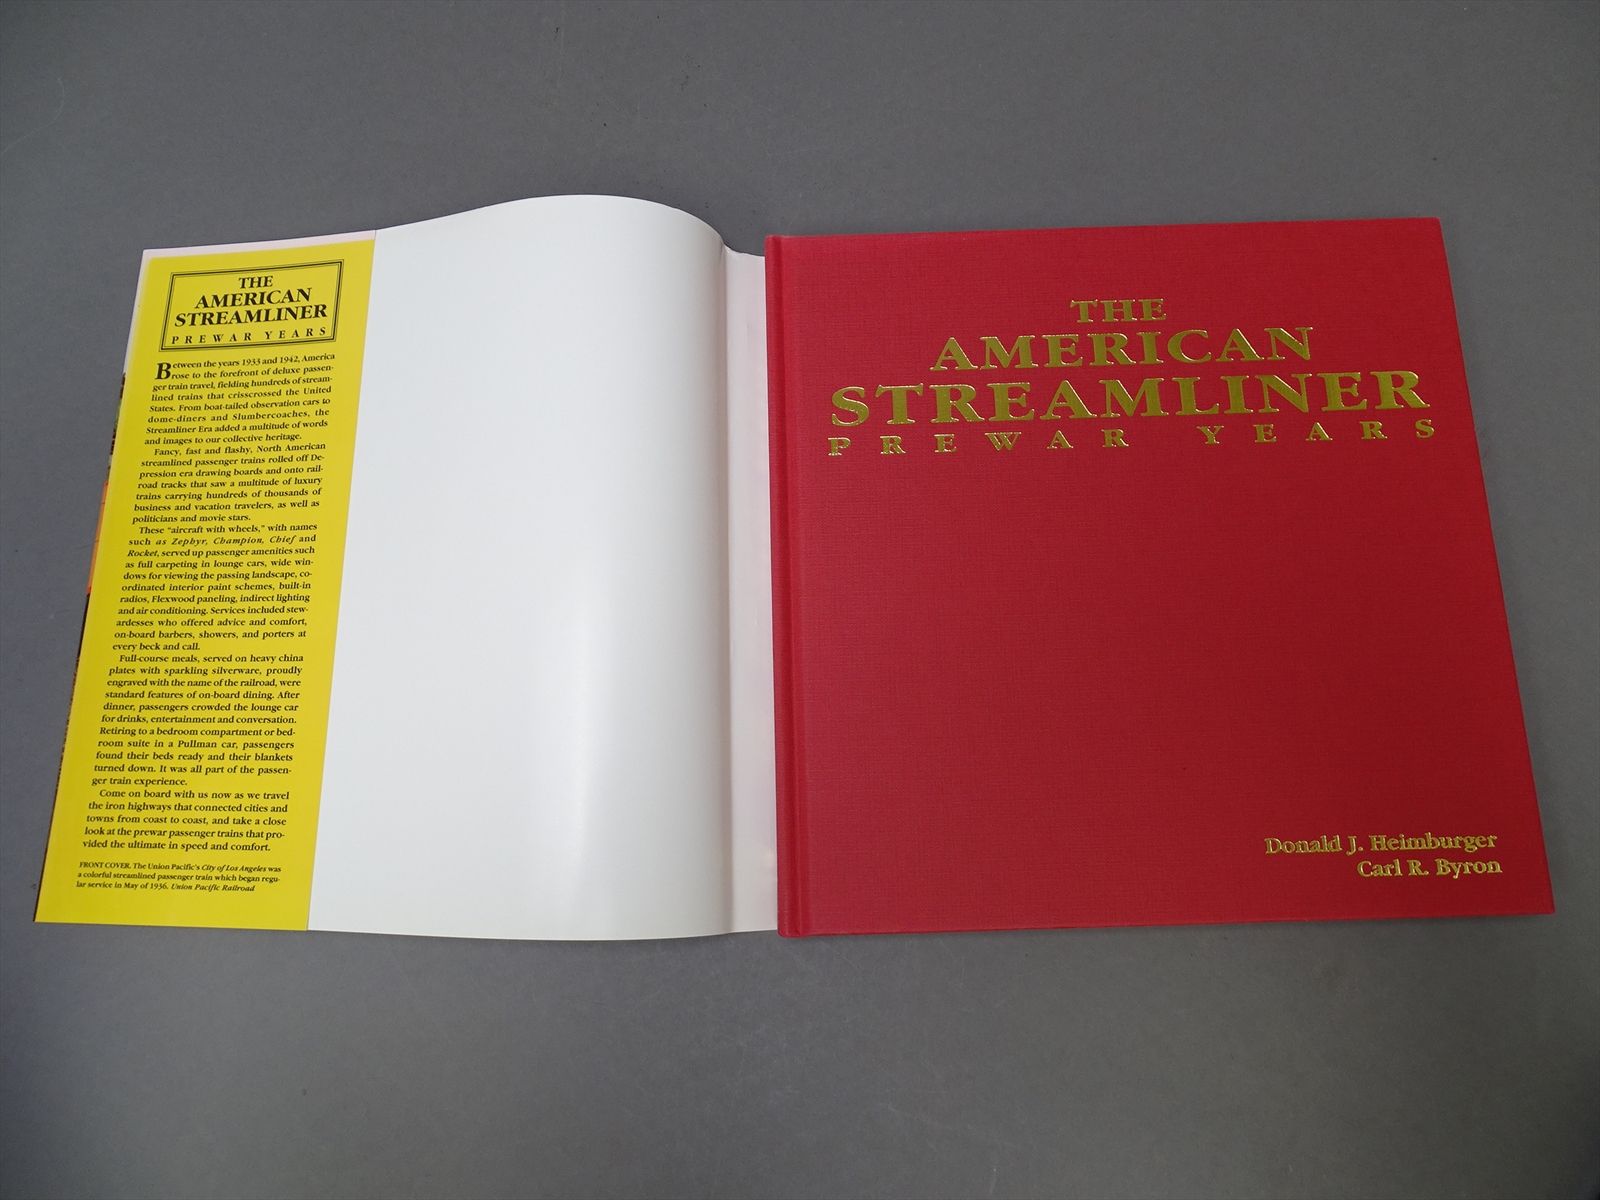 THE
AMERICAN
STREAMLINER
PREWAR YEARS
Between the years 1933 and 1942, America
rose to the forefront of deluxe passen-
ger train travel, fielding hundreds of stream-
lined trains that crisscrossed the United
States. From boat-tailed observation cars to
dome-diners and Slumbercoaches, the
Streamliner Era added a multitude of words
and images to our collective heritage.
Fancy, fast and flashy, North American
streamlined passenger trains rolled off De-
pression era drawing boards and onto rail-
road tracks that saw a multitude of luxury
trains carrying hundreds of thousands of
business and vacation travelers, as well as
politicians and movie stars.
These "aircraft with wheels," with names
such as Zephyr, Champion, Chief and
Rocket, served up passenger amenities such
as full carpeting in lounge cars, wide win-
dows for viewing the passing landscape, co-
ordinated interior paint schemes, built-in
radios, Flexwood paneling, indirect lighting
and air conditioning. Services included stew-
ardesses who offered advice and comfort,
on-board barbers, showers, and porters at
every beck and call.
Full-course meals, served on heavy china
plates with sparkling silverware, proudly
engraved with the name of the railroad, were
standard features of on-board dining. After
dinner, passengers crowded the lounge car
for drinks, entertainment and conversation.
Retiring to a bedroom compartment or bed-
room suite in a Pullman car, passengers
found their beds ready and their blankets
turned down. It was all part of the passen-
ger train experience.
Come on board with us now as we travel
the iron highways that connected cities and
towns from coast to coast, and take a close
look at the prewar passenger trains that pro-
vided the ultimate in speed and comfort.
FRONT COVER. The Union Pacific's City of Los Angeles was
a colorful streamlined passenger train which began regu-
lar service in May of 1936. Union Pacific Railroad
THE
AMERICAN
STREAMLINER
PREWAR YEARS
Donald J. Heimburger
Carl R. Byron